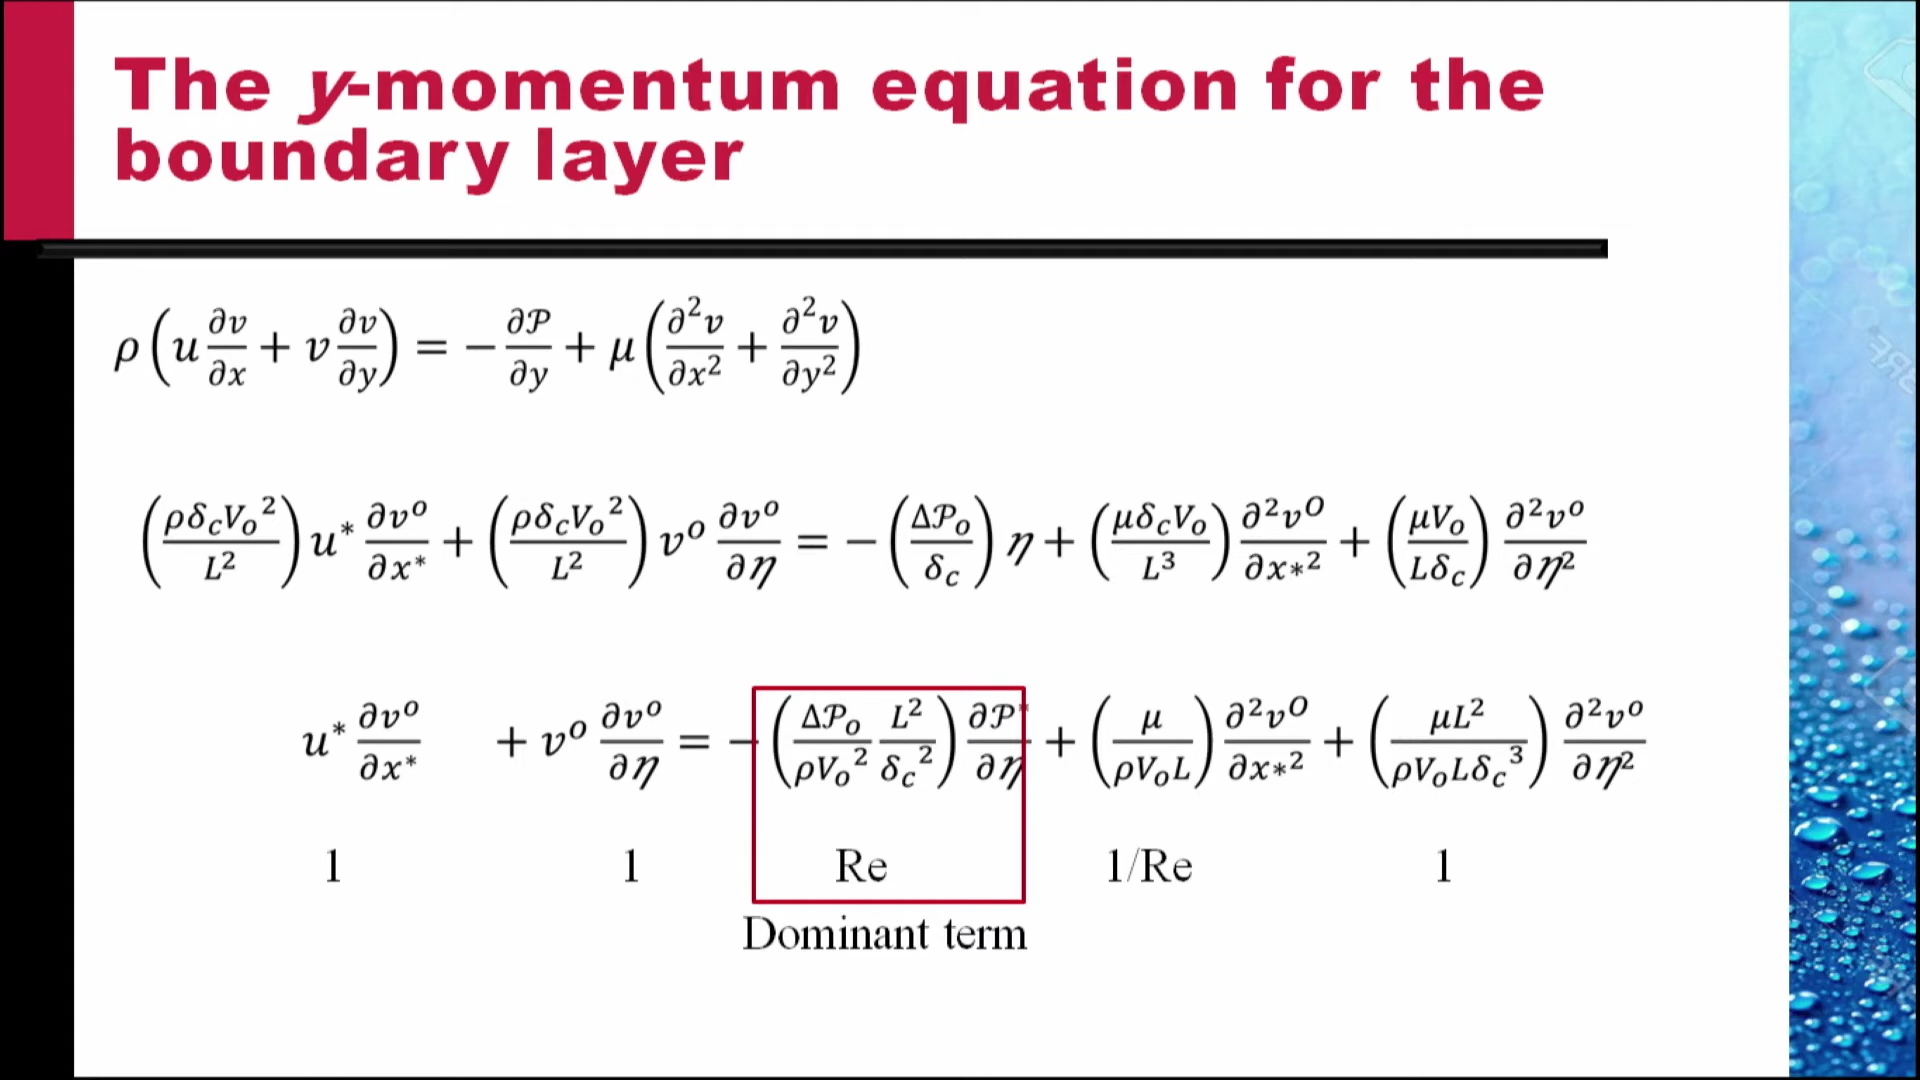 The y-momentum equation for the
boundary layer
ρ(u ∂v/∂x + v ∂v/∂y) = −∂𝒫/∂y + μ(∂²v/∂x² + ∂²v/∂y²)
(ρδ_cV_o²/L²) u* ∂v^o/∂x* + (ρδ_cV_o²/L²) v^o ∂v^o/∂η = −(Δ𝒫_o/δ_c) η + (μδ_cV_o/L³) ∂²v^O/∂x*² + (μV_o/Lδ_c) ∂²v^o/∂η²
u* ∂v^o/∂x* + v^o ∂v^o/∂η = −(Δ𝒫_o/ρV_o² L²/δ_c²) ∂𝒫*/∂η + (μ/ρV_oL) ∂²v^O/∂x*² + (μL²/ρV_oLδ_c³) ∂²v^o/∂η²
1 1 Re 1/Re 1
Dominant term